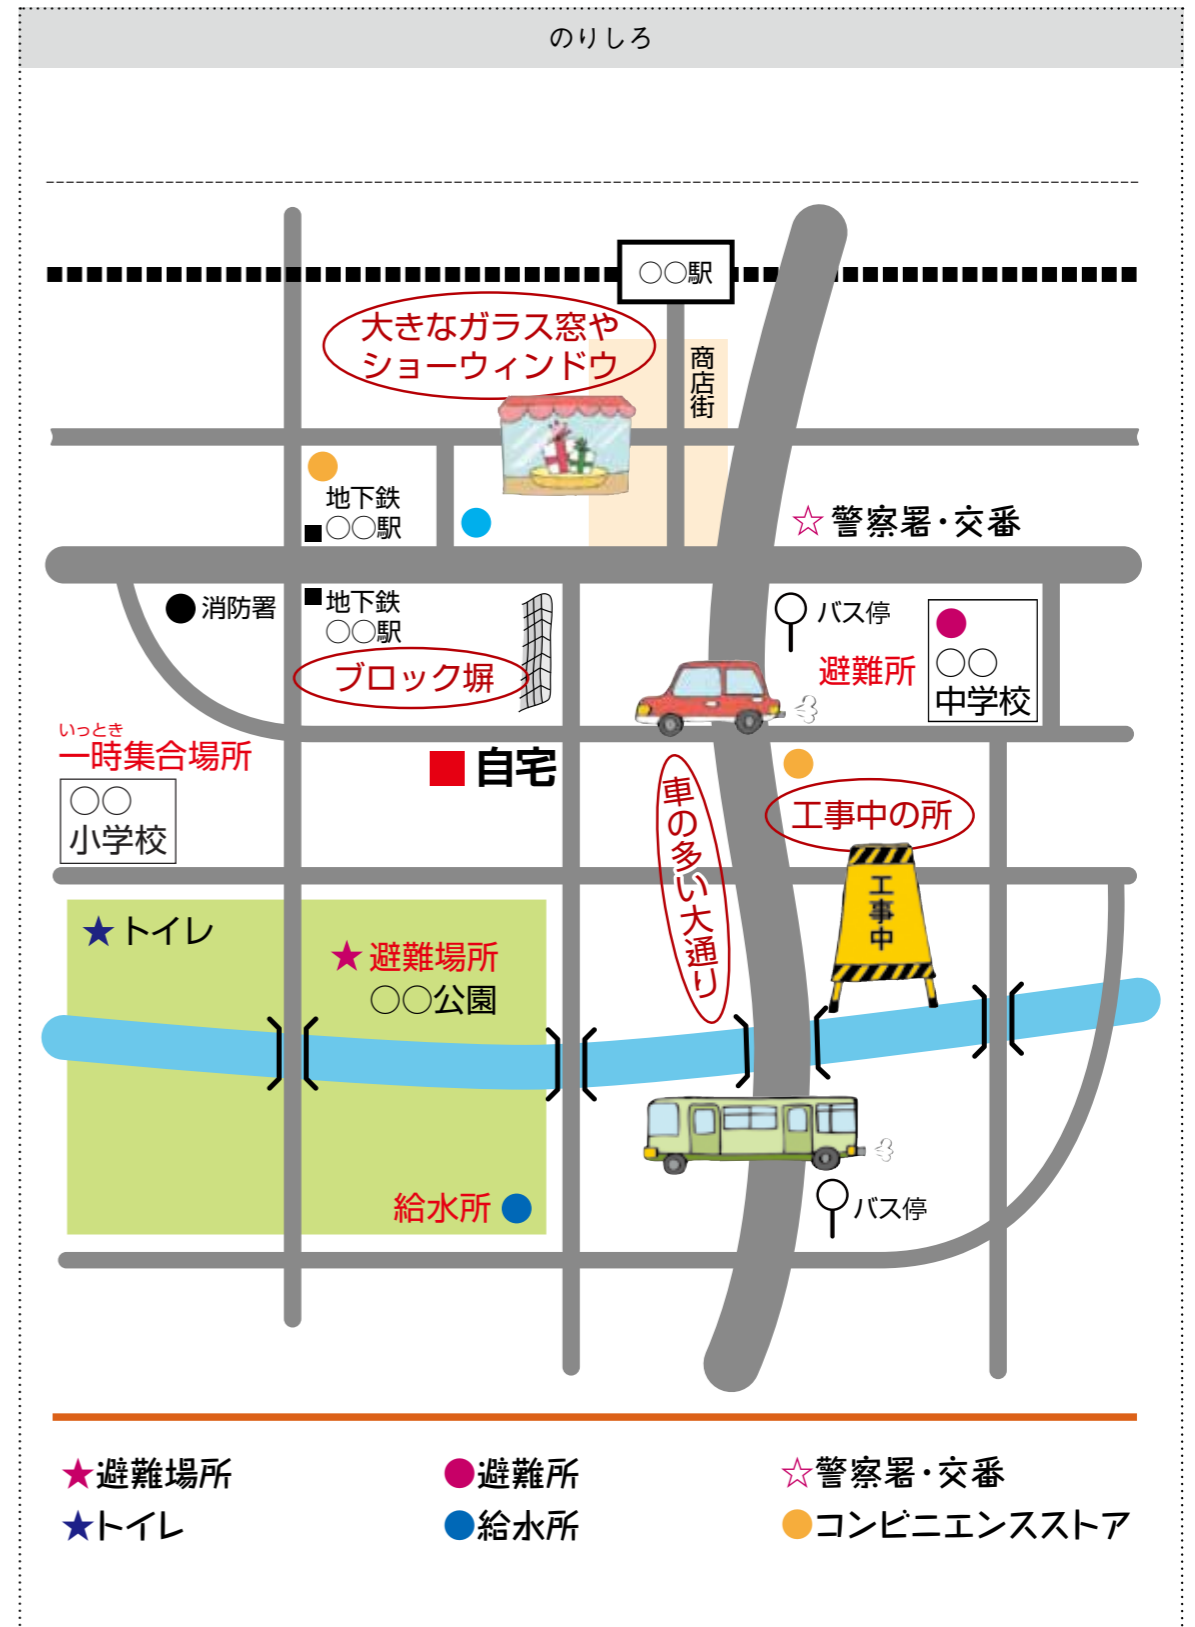 のりしろ
○○駅
大きなガラス窓や
ショーウィンドウ
商店街
地下鉄
○○駅
☆警察署・交番
消防署
地下鉄
○○駅
バス停
避難所
○○
中学校
ブロック塀
いっとき
一時集合場所
○○
小学校
自宅
車の多い大通り
工事中の所
工事中
★トイレ
★避難場所
○○公園
給水所
バス停
★避難場所
●避難所
☆警察署・交番
★トイレ
●給水所
●コンビニエンスストア